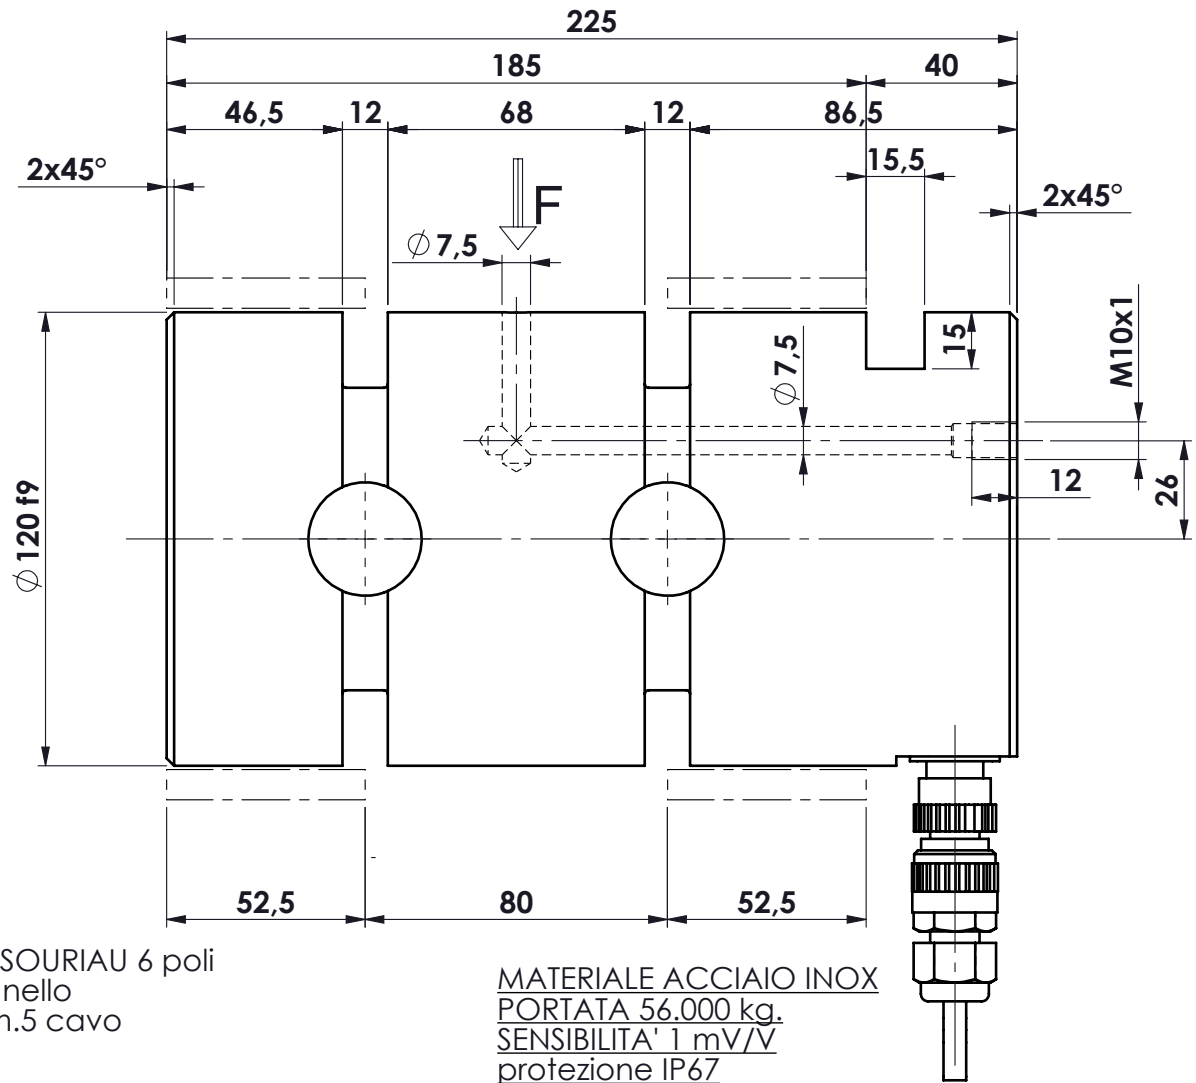 225
185 40
46,5 12 68 12 86,5
2x45° 15,5 2x45°
F
Ø 7,5
15
M10x1
Ø 7,5
12
26
Ø 120 f9
52,5 80 52,5
SOURIAU 6 poli
nello
.5 cavo
MATERIALE ACCIAIO INOX
PORTATA 56.000 kg.
SENSIBILITA' 1 mV/V
protezione IP67